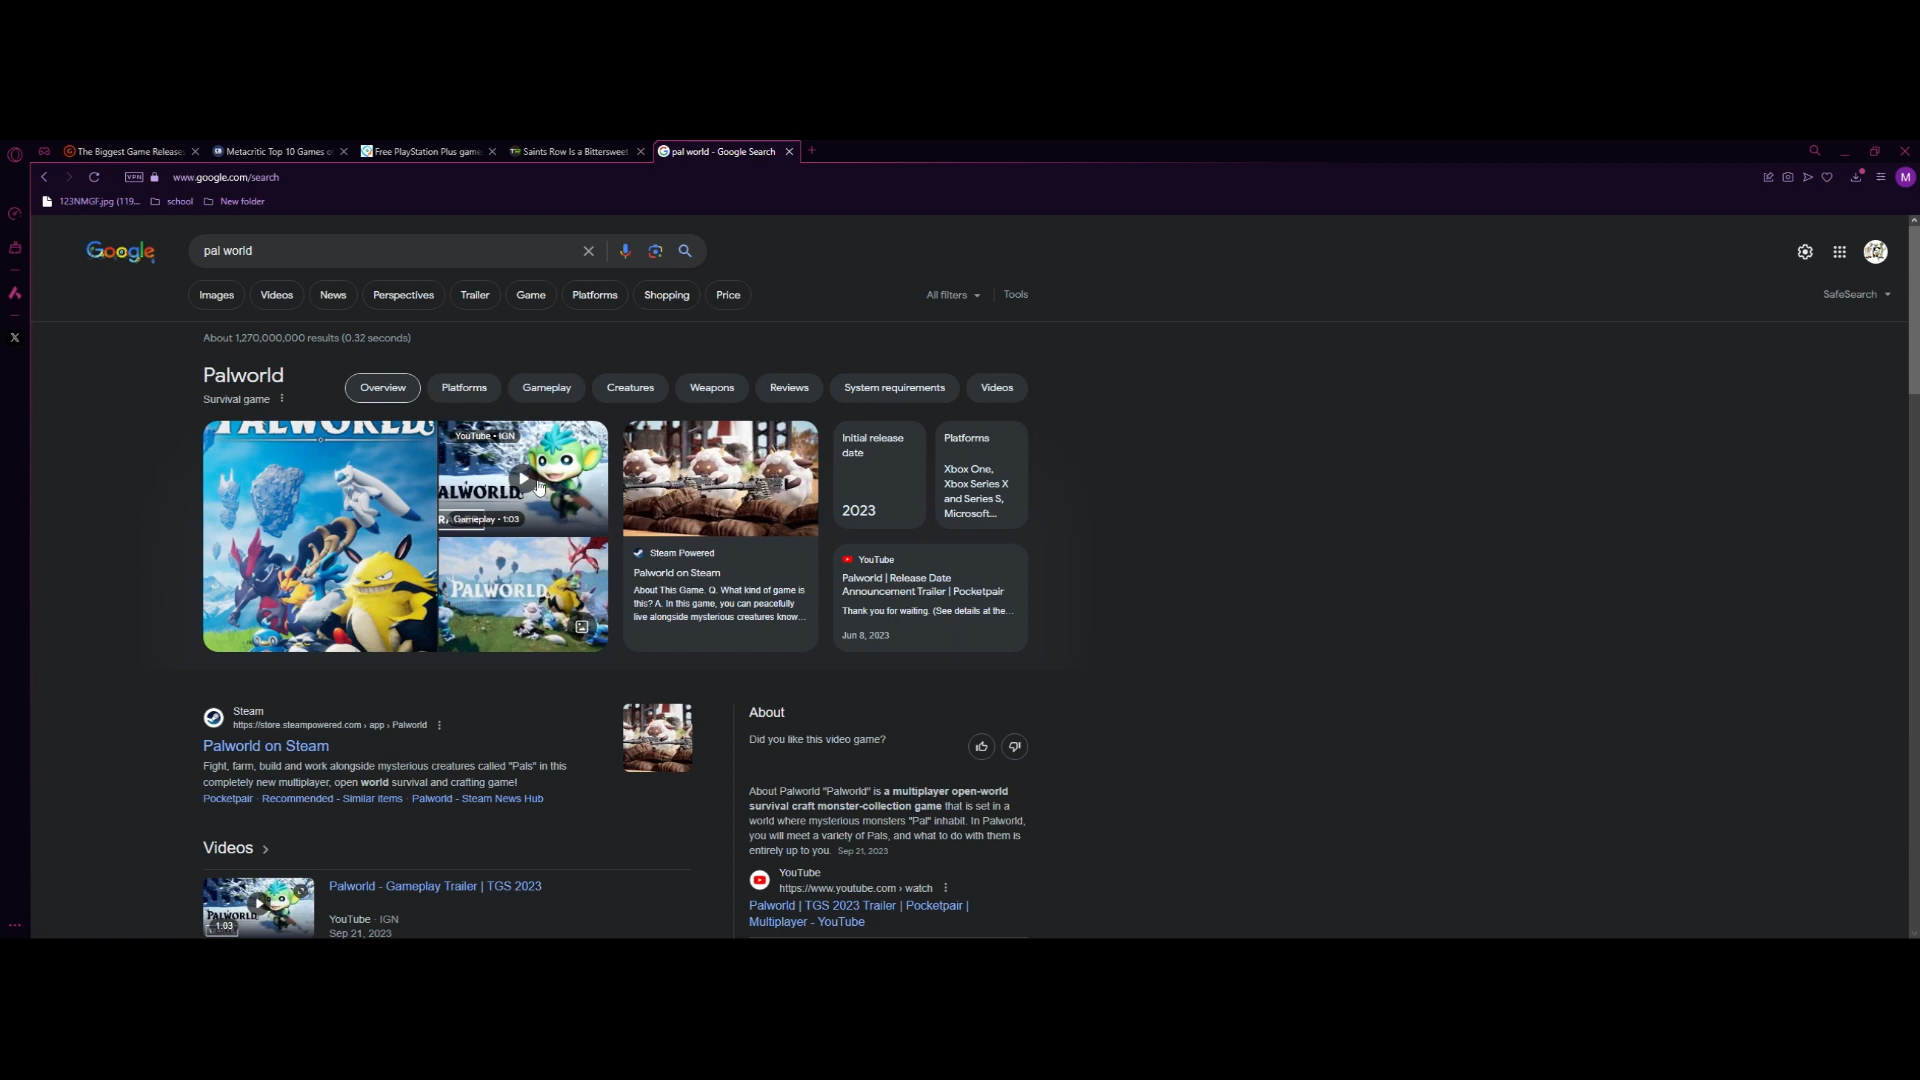 The Biggest Game Releases
Metacritic Top 10 Games o
Free PlayStation Plus game
Saints Row Is a Bittersweet
pal world - Google Search
VPN
www.google.com/search
M
123NMGF.jpg (119...
school
New folder
Google
pal world
Images
Videos
News
Perspectives
Trailer
Game
Platforms
Shopping
Price
All filters
Tools
SafeSearch
About 1,270,000,000 results (0.32 seconds)
Palworld
Survival game
Overview
Platforms
Gameplay
Creatures
Weapons
Reviews
System requirements
Videos
PALWORLD
YouTube • IGN
ALWORLD
Gameplay • 1:03
PALWORLD
Steam Powered
Palworld on Steam
About This Game. Q. What kind of game is
this? A. In this game, you can peacefully
live alongside mysterious creatures know...
Initial release
date
2023
Platforms
Xbox One,
Xbox Series X
and Series S,
Microsoft...
YouTube
Palworld | Release Date
Announcement Trailer | Pocketpair
Thank you for waiting. (See details at the...
Jun 8, 2023
Steam
https://store.steampowered.com › app › Palworld
Palworld on Steam
Fight, farm, build and work alongside mysterious creatures called "Pals" in this
completely new multiplayer, open world survival and crafting game!
Pocketpair · Recommended - Similar items · Palworld - Steam News Hub
Videos
PALWORLD
1:03
Palworld - Gameplay Trailer | TGS 2023
YouTube · IGN
Sep 21, 2023
About
Did you like this video game?
About Palworld "Palworld" is a multiplayer open-world
survival craft monster-collection game that is set in a
world where mysterious monsters "Pal" inhabit. In Palworld,
you will meet a variety of Pals, and what to do with them is
entirely up to you. Sep 21, 2023
YouTube
https://www.youtube.com › watch
Palworld | TGS 2023 Trailer | Pocketpair |
Multiplayer - YouTube